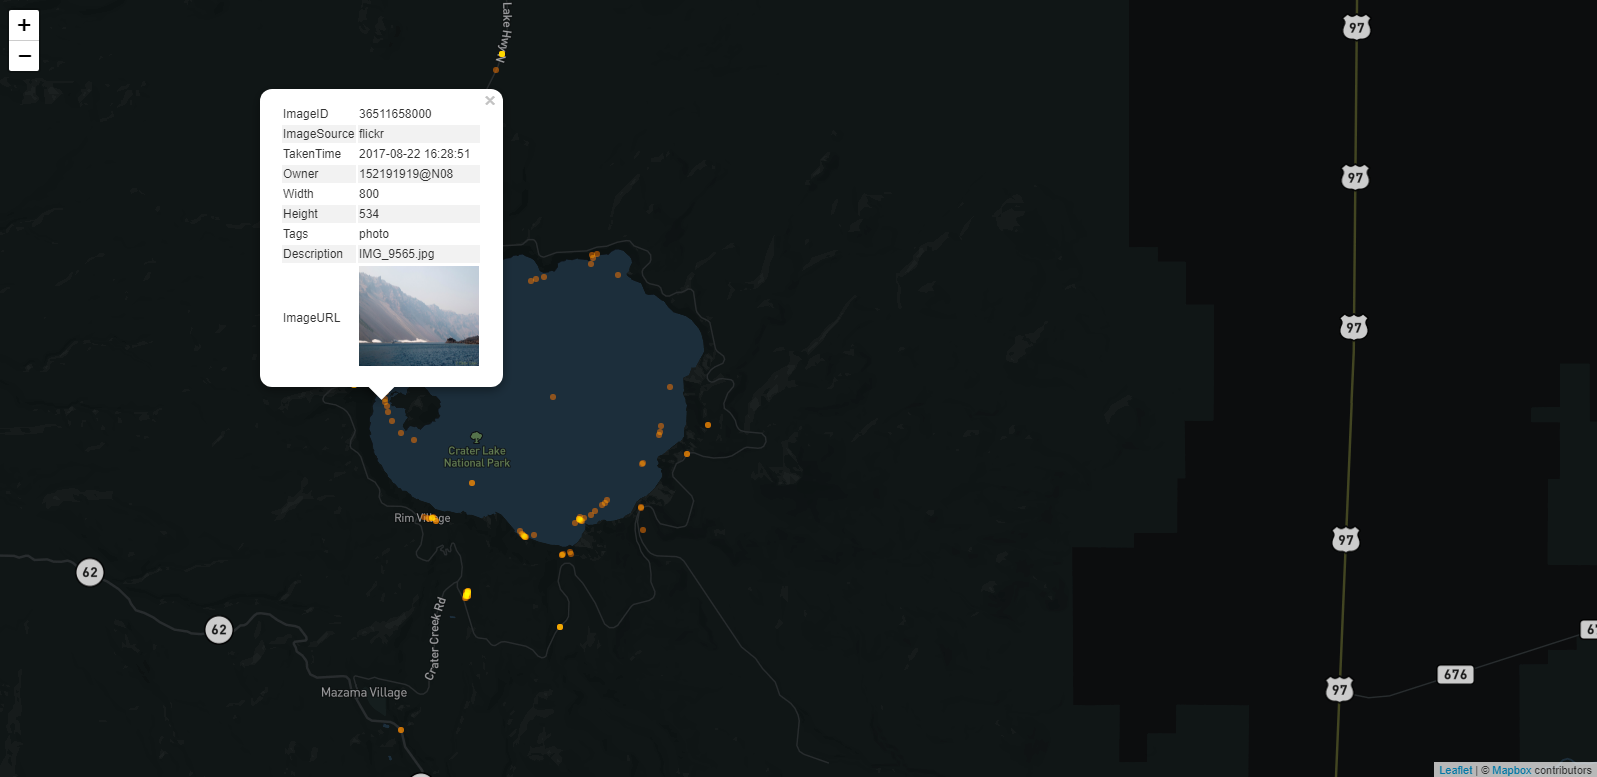 +
−
Lake Hwy N
97
×
ImageID 36511658000
ImageSource flickr
TakenTime 2017-08-22 16:28:51
Owner 152191919@N08
Width 800
Height 534
Tags photo
Description IMG_9565.jpg
ImageURL
97
97
Crater Lake
National Park
Rim Village
97
62
62
Crater Creek Rd
676
Mazama Village
97
Leaflet | © Mapbox contributors